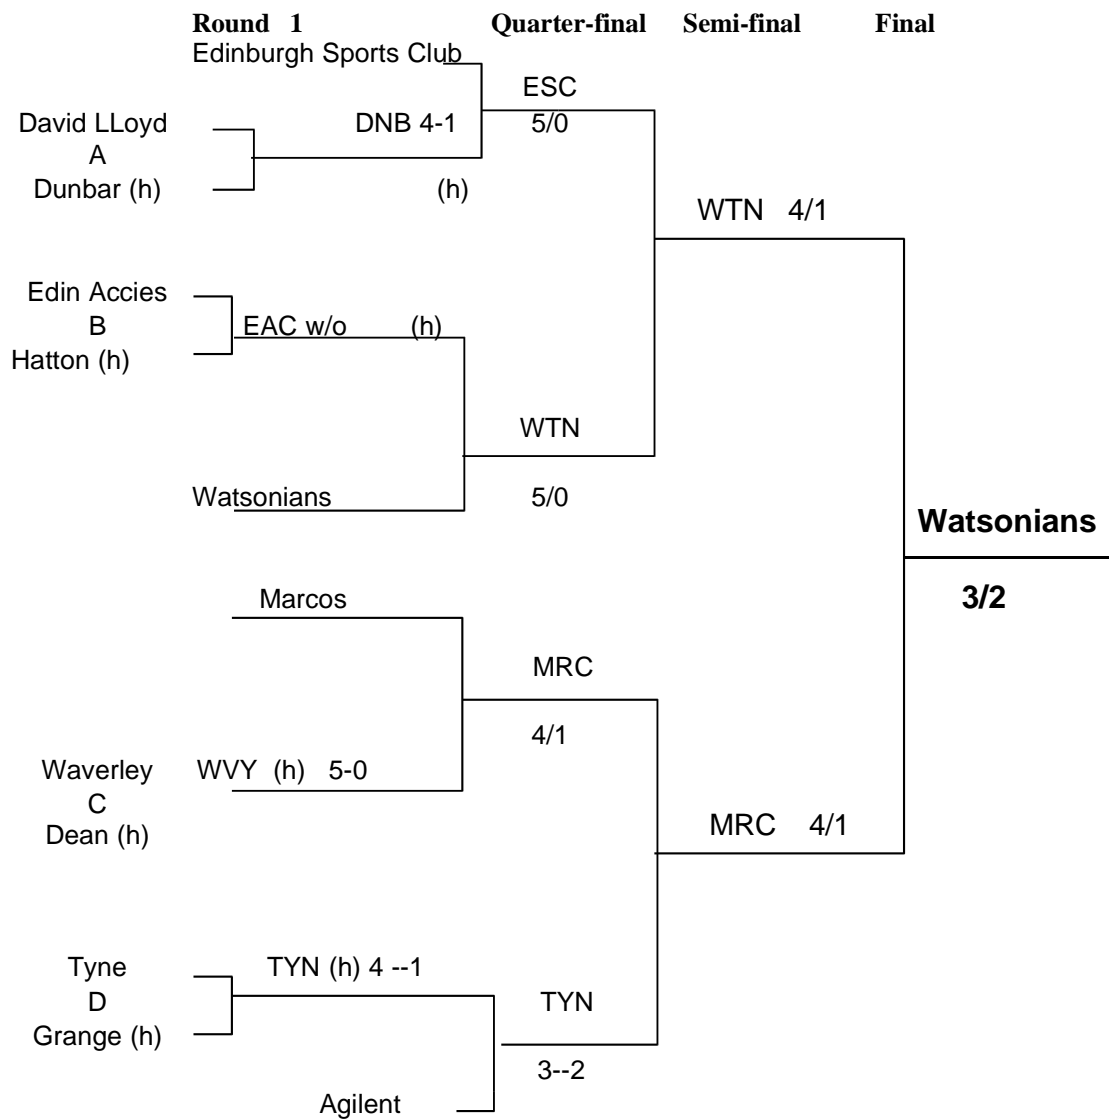 Round 1 Quarter-final Semi-final Final
Edinburgh Sports Club
ESC
David LLoyd DNB 4-1 5/0
A
Dunbar (h) (h)
WTN 4/1
Edin Accies
B EAC w/o (h)
Hatton (h)
WTN
Watsonians 5/0
Watsonians
Marcos 3/2
MRC
4/1
Waverley WVY (h) 5-0
C
Dean (h) MRC 4/1
Tyne TYN (h) 4 --1
D TYN
Grange (h)
3--2
Agilent